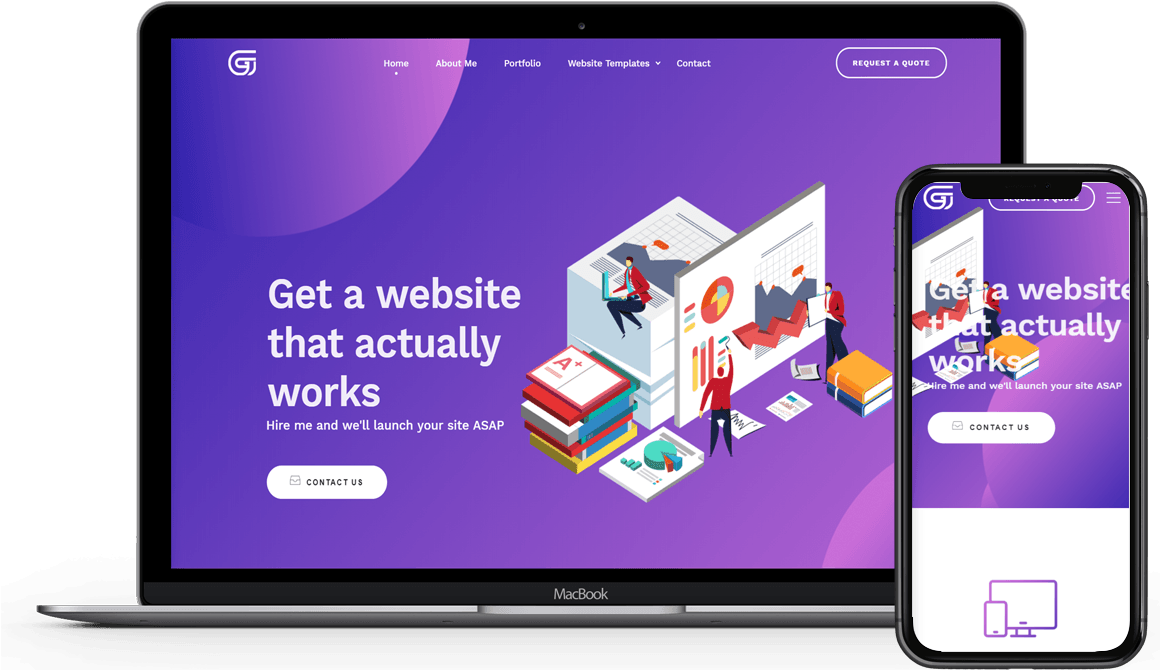 Home About Me Portfolio Website Templates Contact REQUEST A QUOTE
Get a website
that actually
works
Hire me and we'll launch your site ASAP
CONTACT US
A+
MacBook
REQUEST A QUOTE
Get a website
that actually
works
Hire me and we'll launch your site ASAP
CONTACT US